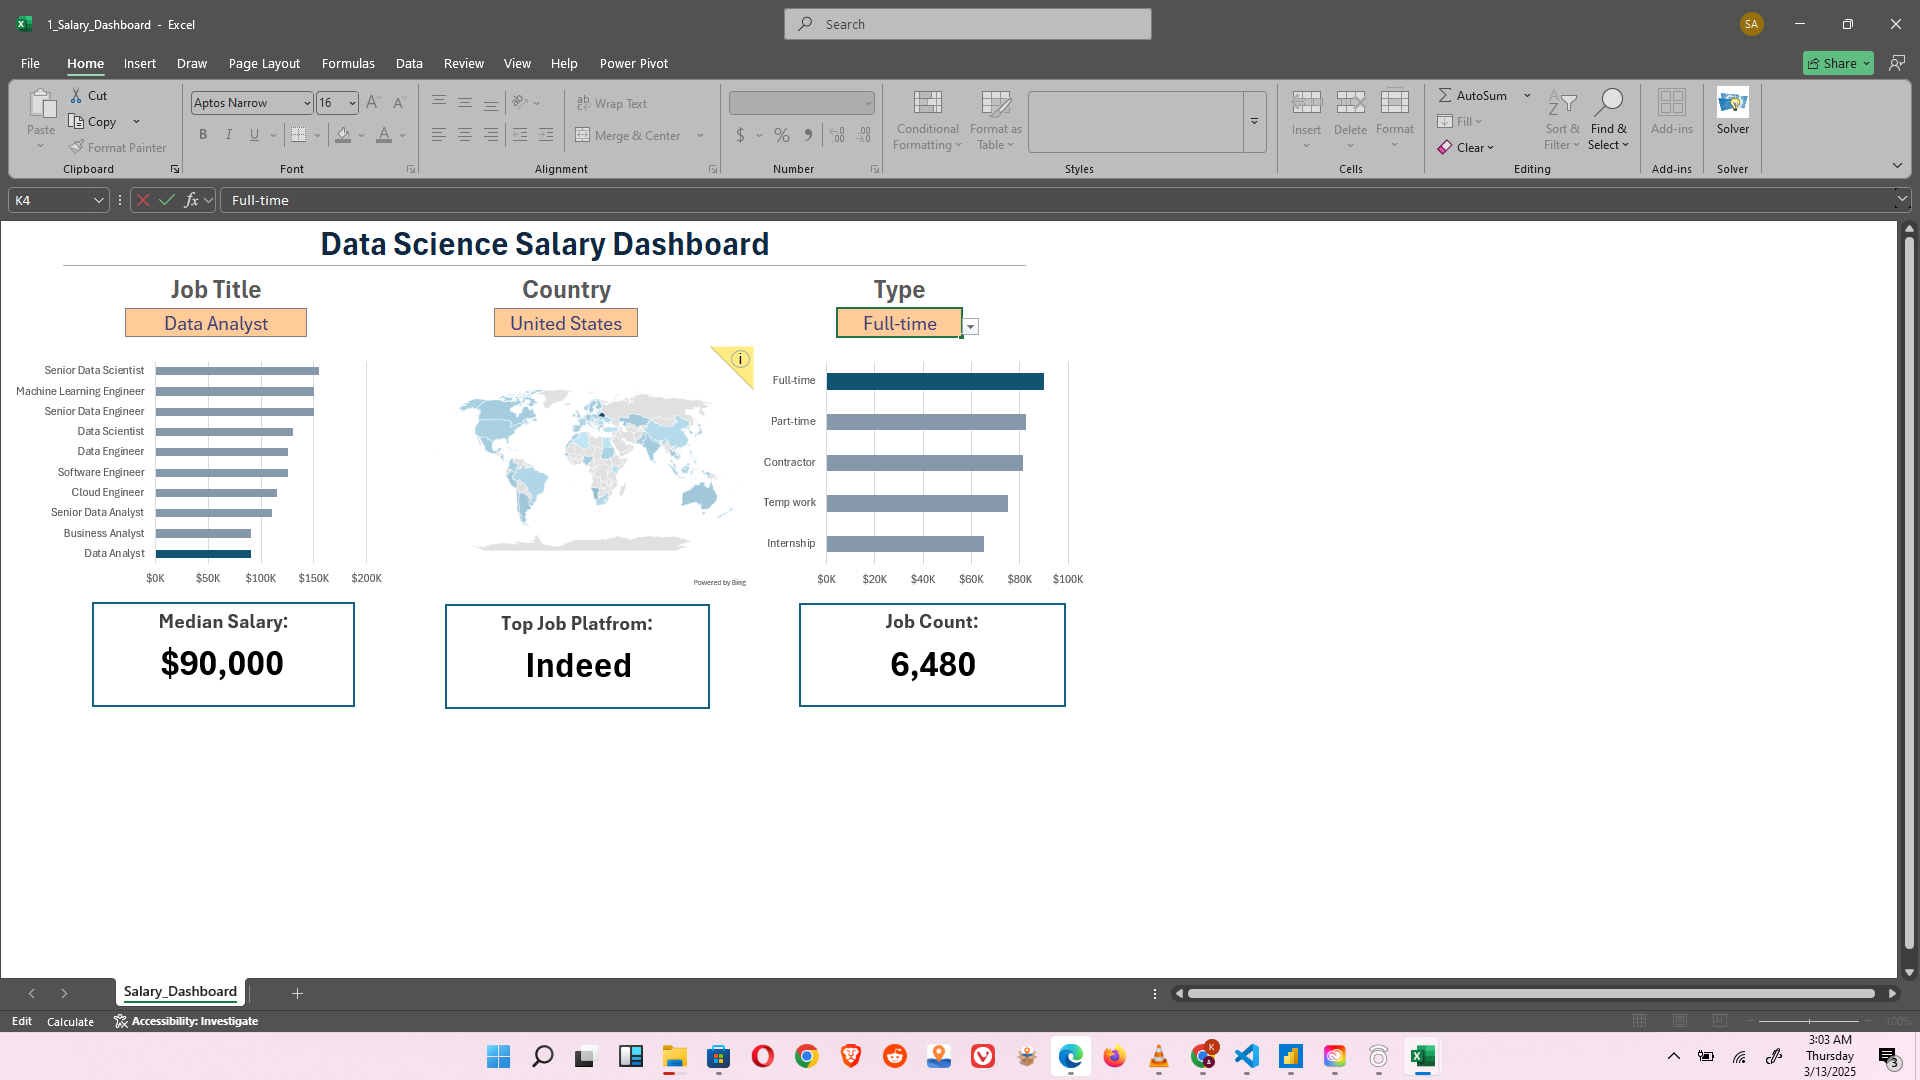 1_Salary_Dashboard - Excel
Search
SA
File Home Insert Draw Page Layout Formulas Data Review View Help Power Pivot
Share
Paste
Cut
Copy
Format Painter
Clipboard
Aptos Narrow 16
B I U
Font
Wrap Text
Merge & Center
Alignment
$ % 9
Number
Conditional Formatting
Format as Table
Styles
Insert Delete Format
Cells
AutoSum
Fill
Clear
Sort & Filter
Find & Select
Editing
Add-ins
Add-ins
Solver
Solver
K4
fx
Full-time
Data Science Salary Dashboard
Job Title Country Type
Data Analyst United States Full-time
Senior Data Scientist
Machine Learning Engineer
Senior Data Engineer
Data Scientist
Data Engineer
Software Engineer
Cloud Engineer
Senior Data Analyst
Business Analyst
Data Analyst
$0K $50K $100K $150K $200K
i
Powered by Bing
Full-time
Part-time
Contractor
Temp work
Internship
$0K $20K $40K $60K $80K $100K
Median Salary:
$90,000
Top Job Platfrom:
Indeed
Job Count:
6,480
Salary_Dashboard
Edit Calculate Accessibility: Investigate
100%
K
3:03 AM
Thursday
3/13/2025
3